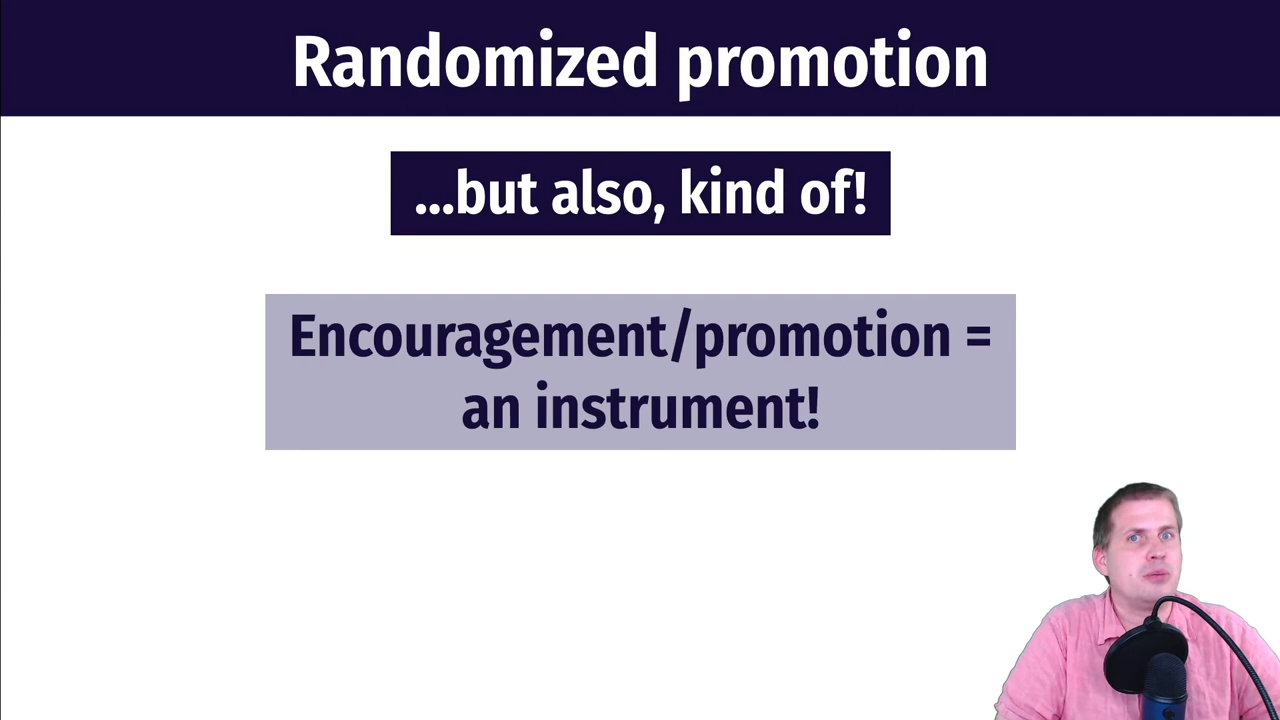 Randomized promotion
...but also, kind of!
Encouragement/promotion =
an instrument!